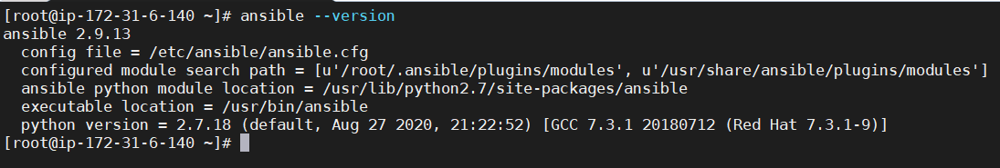 [root@ip-172-31-6-140 ~]# ansible --version
ansible 2.9.13
  config file = /etc/ansible/ansible.cfg
  configured module search path = [u'/root/.ansible/plugins/modules', u'/usr/share/ansible/plugins/modules']
  ansible python module location = /usr/lib/python2.7/site-packages/ansible
  executable location = /usr/bin/ansible
  python version = 2.7.18 (default, Aug 27 2020, 21:22:52) [GCC 7.3.1 20180712 (Red Hat 7.3.1-9)]
[root@ip-172-31-6-140 ~]#